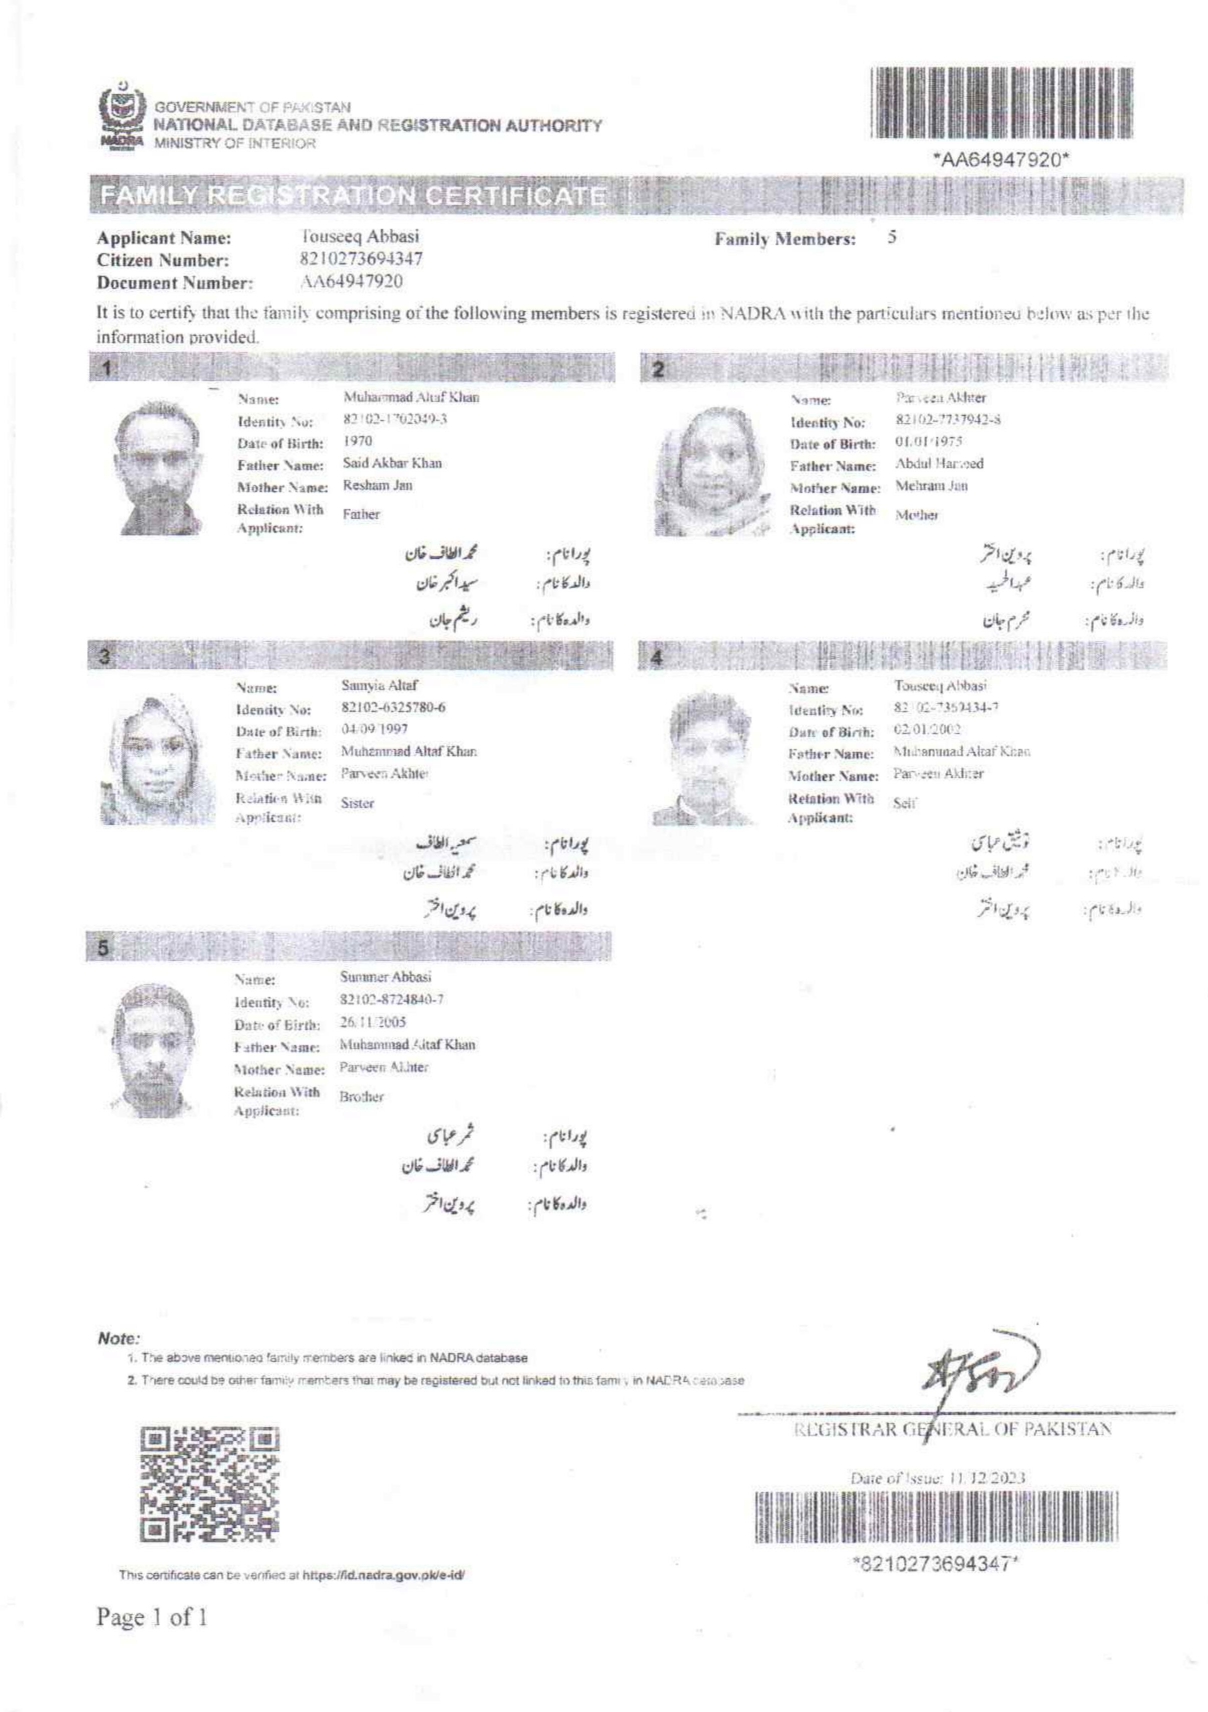 GOVERNMENT OF PAKISTAN
NATIONAL DATABASE AND REGISTRATION AUTHORITY
MINISTRY OF INTERIOR
NADRA
*AA64947920*
FAMILY REGISTRATION CERTIFICATE
Applicant Name: Touseeq Abbasi Family Members: 5
Citizen Number: 8210273694347
Document Number: AA64947920
It is to certify that the family comprising of the following members is registered in NADRA with the particulars mentioned below as per the
information provided.
1
Name: Muhammad Altaf Khan
Identity No: 82102-1702049-3
Date of Birth: 1970
Father Name: Said Akbar Khan
Mother Name: Resham Jan
Relation With Father
Applicant:
پورا نام: محمد الطاف خان
والد کا نام: سید اکبر خان
والدہ کا نام: ریشم جان
2
Name: Parveen Akhter
Identity No: 82102-7737942-8
Date of Birth: 01.01.1975
Father Name: Abdul Hameed
Mother Name: Mehram Jan
Relation With Mother
Applicant:
پورا نام: پروین اختر
والد کا نام: عبدالحمید
والدہ کا نام: محرم جان
3
Name: Samyia Altaf
Identity No: 82102-6325780-6
Date of Birth: 04.09.1997
Father Name: Muhammad Altaf Khan
Mother Name: Parveen Akhter
Relation With Sister
Applicant:
پورا نام: سمعیہ الطاف
والد کا نام: محمد الطاف خان
والدہ کا نام: پروین اختر
4
Name: Touseeq Abbasi
Identity No: 82102-7369434-7
Date of Birth: 02.01.2002
Father Name: Muhammad Altaf Khan
Mother Name: Parveen Akhter
Relation With Self
Applicant:
پورا نام: توثیق عباسی
والد کا نام: محمد الطاف خان
والدہ کا نام: پروین اختر
5
Name: Summer Abbasi
Identity No: 82102-8724840-7
Date of Birth: 26.11.2005
Father Name: Muhammad Altaf Khan
Mother Name: Parveen Akhter
Relation With Brother
Applicant:
پورا نام: ثمر عباسی
والد کا نام: محمد الطاف خان
والدہ کا نام: پروین اختر
Note:
1. The above mentioned family members are linked in NADRA database
2. There could be other family members that may be registered but not linked to this family in NADRA database
REGISTRAR GENERAL OF PAKISTAN
Date of Issue: 11.12.2023
*8210273694347*
This certificate can be verified at https://id.nadra.gov.pk/e-id/
Page 1 of 1